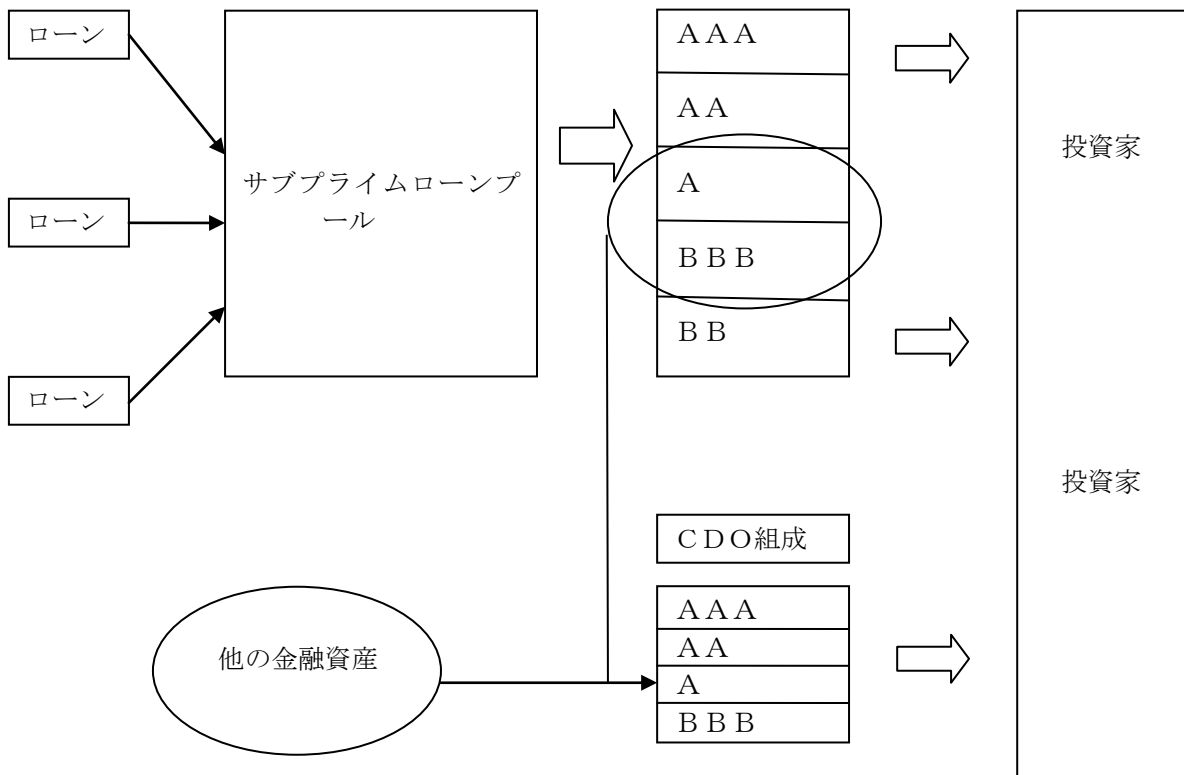 ローン
ローン
ローン
サブプライムローンプ
ール
ＡＡＡ
ＡＡ
Ａ
ＢＢＢ
ＢＢ
投資家
投資家
ＣＤＯ組成
他の金融資産
ＡＡＡ
ＡＡ
Ａ
ＢＢＢ